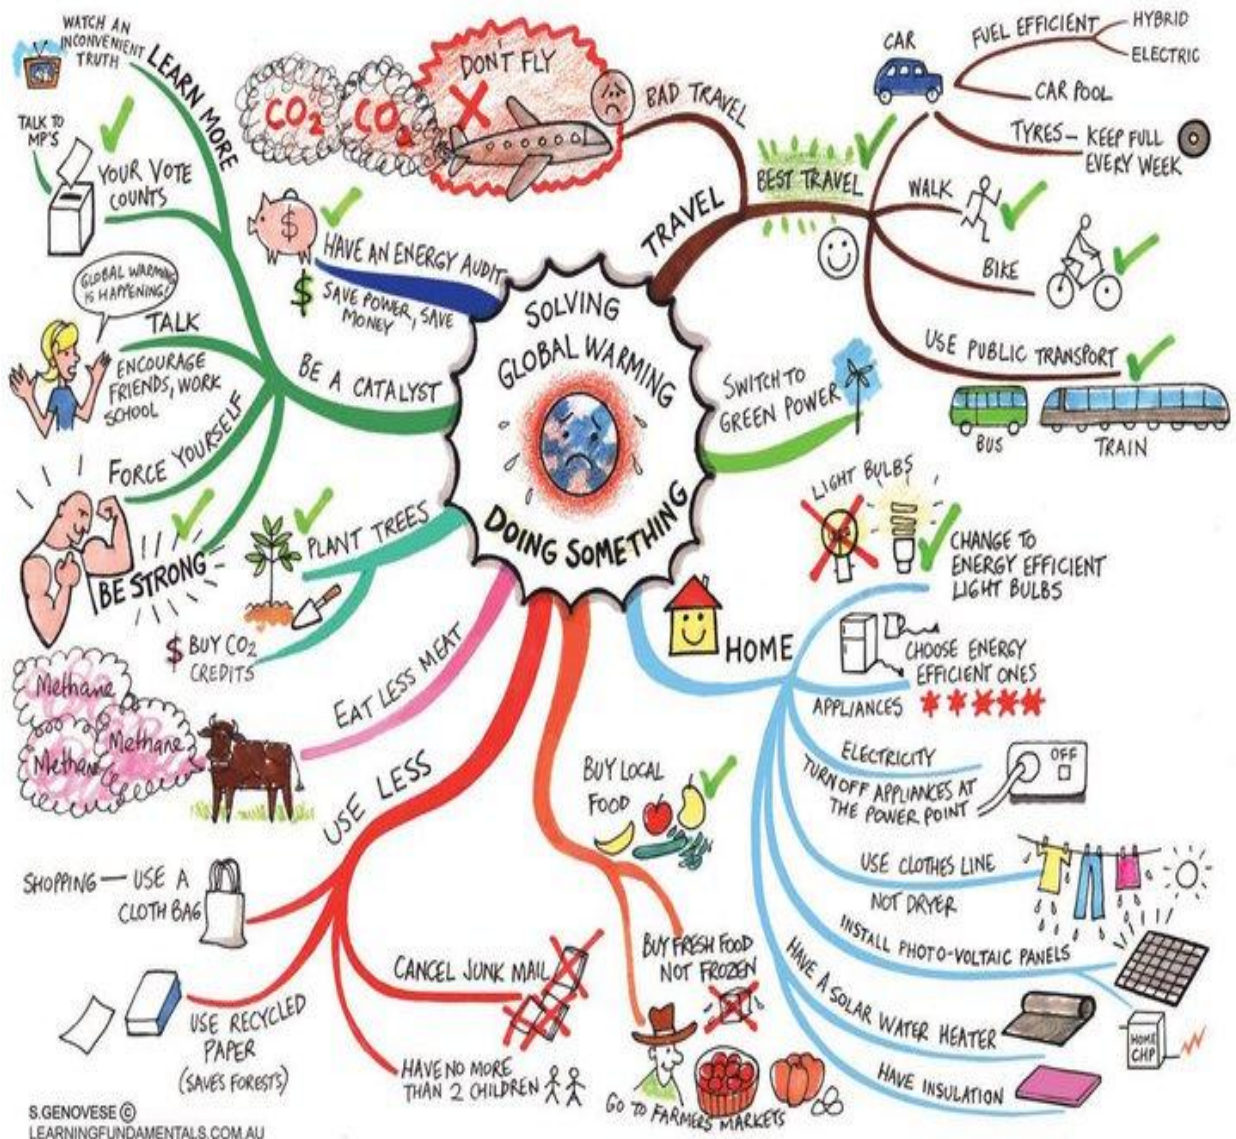 SOLVING
GLOBAL WARMING
DOING SOMETHING
TRAVEL
BAD TRAVEL
DON'T FLY
CO2
CO2
BEST TRAVEL
CAR
FUEL EFFICIENT
HYBRID
ELECTRIC
CAR POOL
TYRES – KEEP FULL
EVERY WEEK
WALK
BIKE
USE PUBLIC TRANSPORT
BUS
TRAIN
SWITCH TO
GREEN POWER
HOME
LIGHT BULBS
CHANGE TO
ENERGY EFFICIENT
LIGHT BULBS
CHOOSE ENERGY
EFFICIENT ONES
APPLIANCES
ELECTRICITY
TURN OFF APPLIANCES AT
THE POWER POINT
OFF
USE CLOTHES LINE
NOT DRYER
INSTALL PHOTO-VOLTAIC PANELS
HOME
CHP
HAVE A SOLAR WATER HEATER
HAVE INSULATION
BUY LOCAL
FOOD
BUY FRESH FOOD
NOT FROZEN
GO TO FARMERS MARKETS
USE LESS
SHOPPING – USE A
CLOTH BAG
USE RECYCLED
PAPER
(SAVES FORESTS)
CANCEL JUNK MAIL
HAVE NO MORE
THAN 2 CHILDREN
EAT LESS MEAT
Methane
Methane
Methane
PLANT TREES
$ BUY CO2
CREDITS
BE A CATALYST
LEARN MORE
WATCH AN
INCONVENIENT
TRUTH
TALK TO
MP'S
YOUR VOTE
COUNTS
GLOBAL WARMING
IS HAPPENING!
TALK
ENCOURAGE
FRIENDS, WORK
SCHOOL
FORCE YOURSELF
BE STRONG
HAVE AN ENERGY AUDIT
$
$ SAVE POWER, SAVE
MONEY
S.GENOVESE ©
LEARNINGFUNDAMENTALS.COM.AU